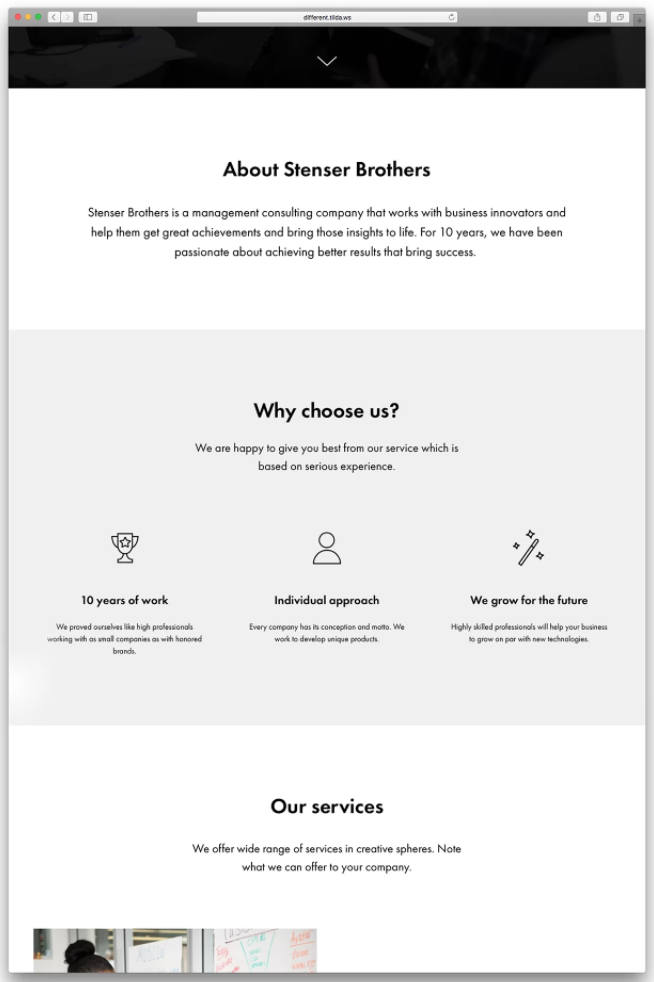 different.tilda.ws
About Stenser Brothers
Stenser Brothers is a management consulting company that works with business innovators and
help them get great achievements and bring those insights to life. For 10 years, we have been
passionate about achieving better results that bring success.
Why choose us?
We are happy to give you best from our service which is
based on serious experience.
10 years of work
We proved ourselves like high professionals
working with as small companies as with honored
brands.
Individual approach
Every company has its conception and motto. We
work to develop unique products.
We grow for the future
Highly skilled professionals will help your business
to grow on par with new technologies.
Our services
We offer wide range of services in creative spheres. Note
what we can offer to your company.